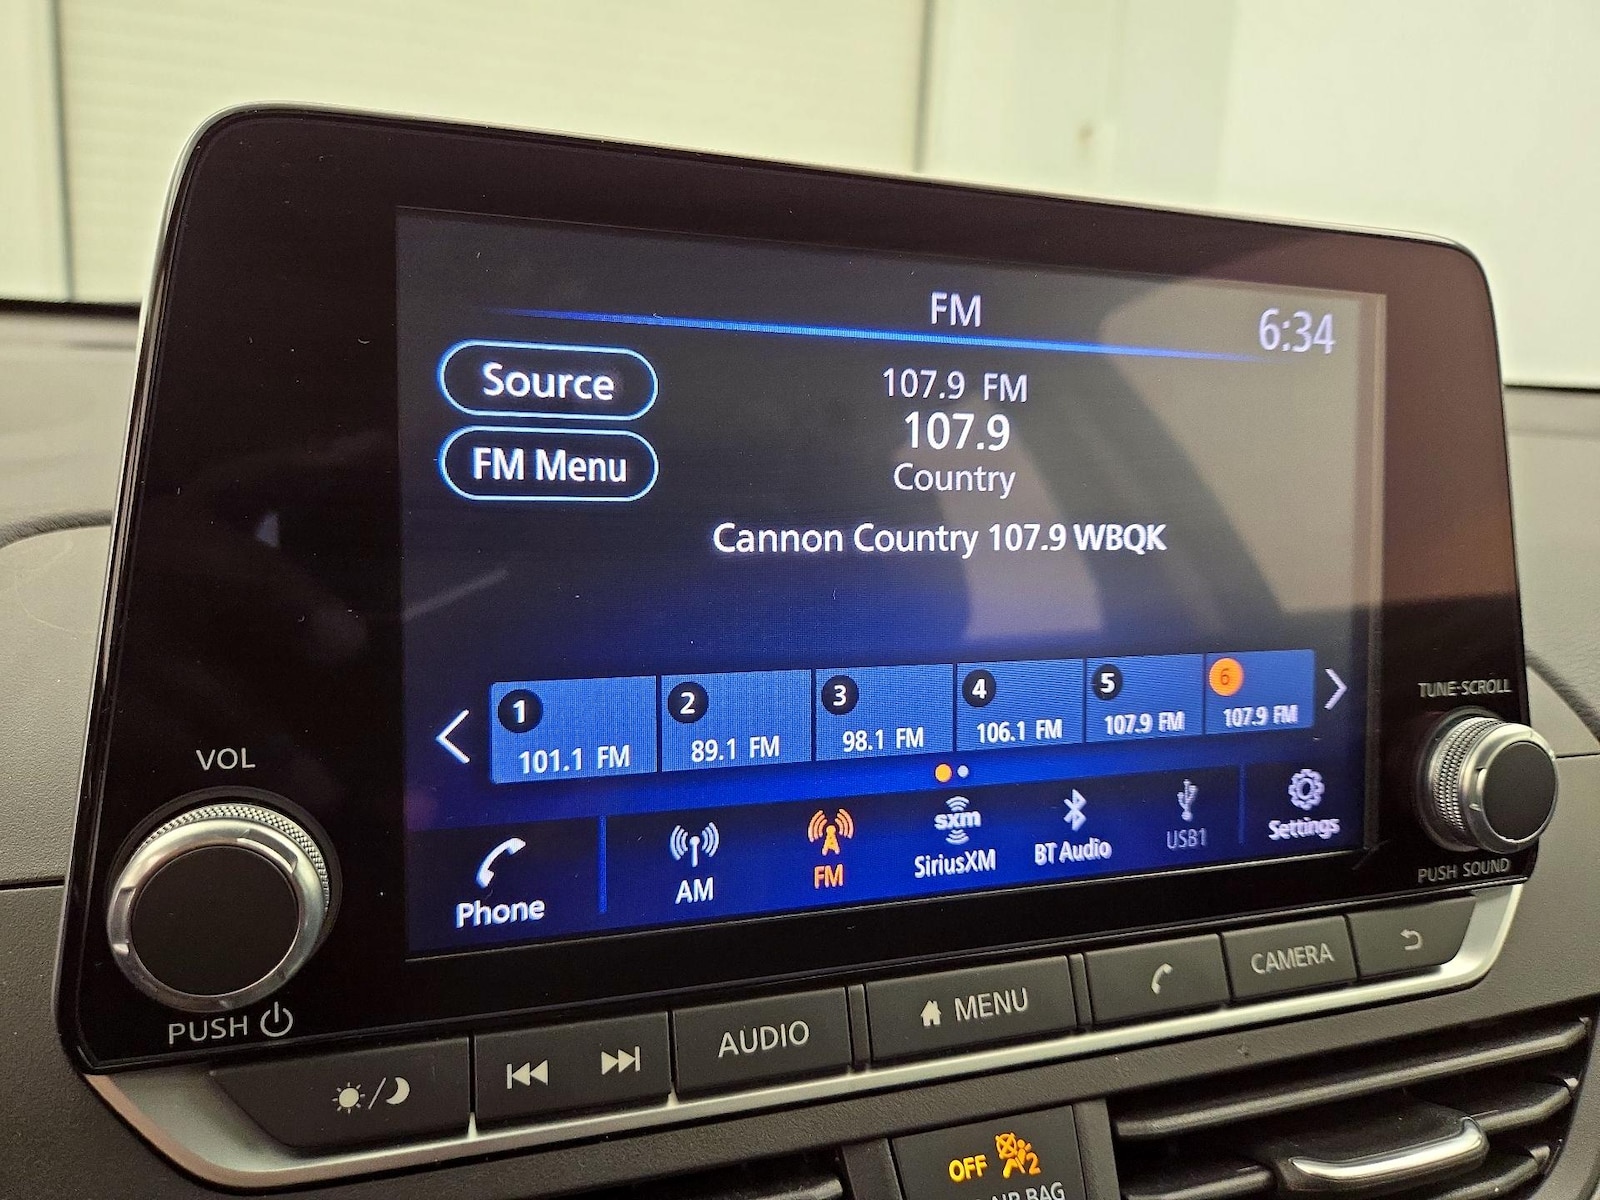 FM
6:34
Source
107.9 FM
107.9
FM Menu
Country
Cannon Country 107.9 WBQK
1
101.1 FM
2
89.1 FM
3
98.1 FM
4
106.1 FM
5
107.9 FM
6
107.9 FM
Phone
AM
FM
sxm
SiriusXM
BT Audio
USB1
Settings
VOL
PUSH
TUNE·SCROLL
PUSH SOUND
AUDIO
MENU
CAMERA
OFF
2
AIR BAG